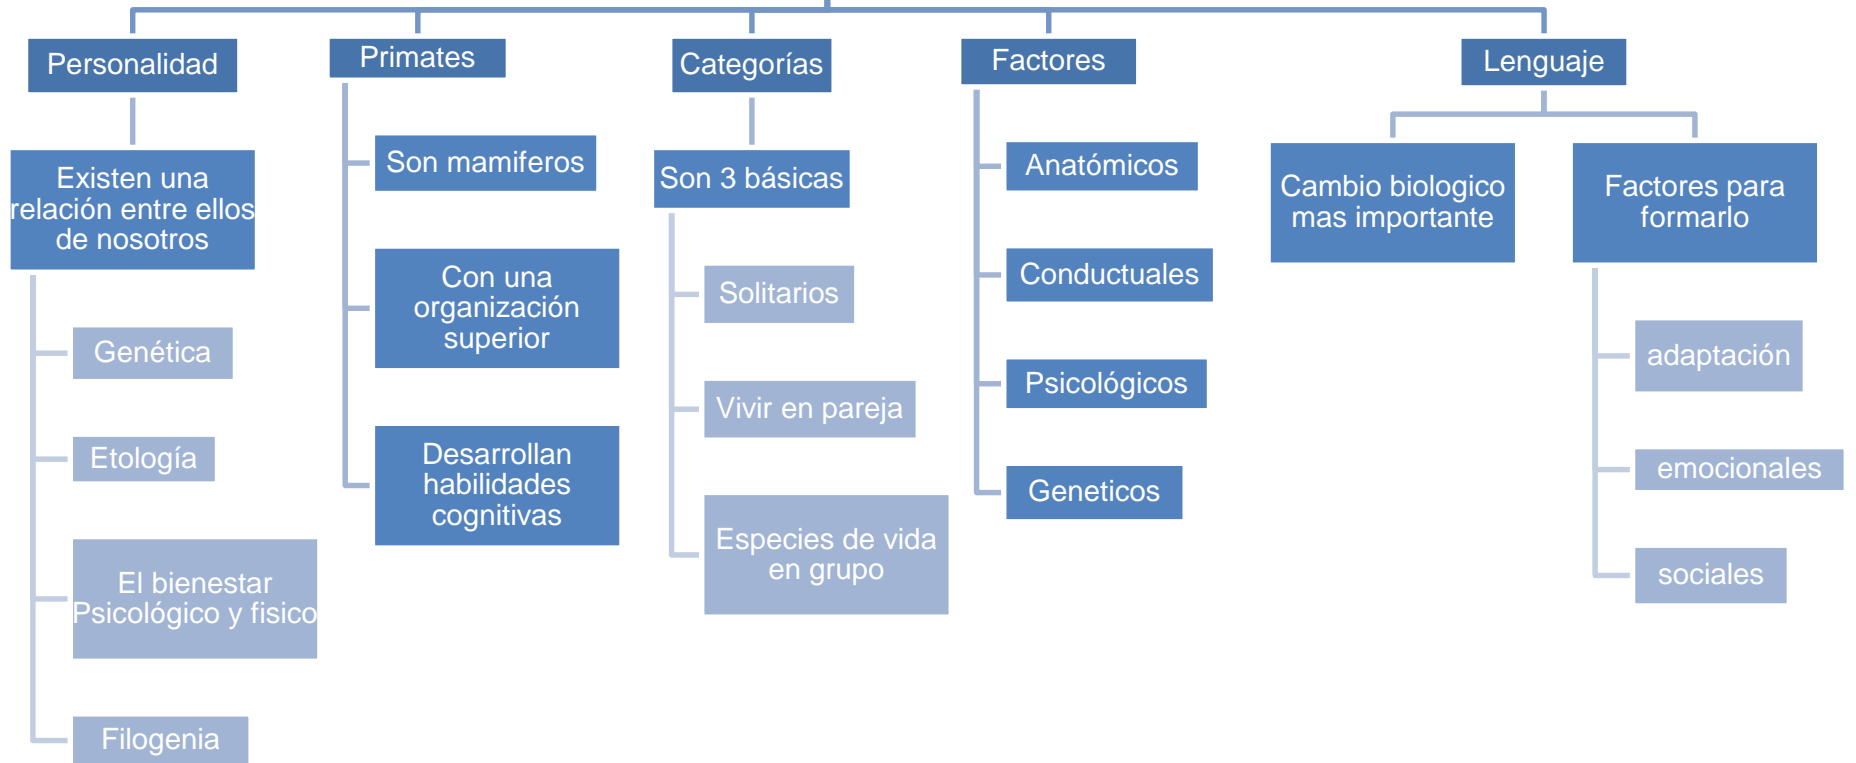 Personalidad
Existen una
relación entre ellos
de nosotros
Genética
Etología
El bienestar
Psicológico y fisico
Filogenia
Primates
Son mamiferos
Con una
organización
superior
Desarrollan
habilidades
cognitivas
Categorías
Son 3 básicas
Solitarios
Vivir en pareja
Especies de vida
en grupo
Factores
Anatómicos
Conductuales
Psicológicos
Geneticos
Lenguaje
Cambio biologico
mas importante
Factores para
formarlo
adaptación
emocionales
sociales